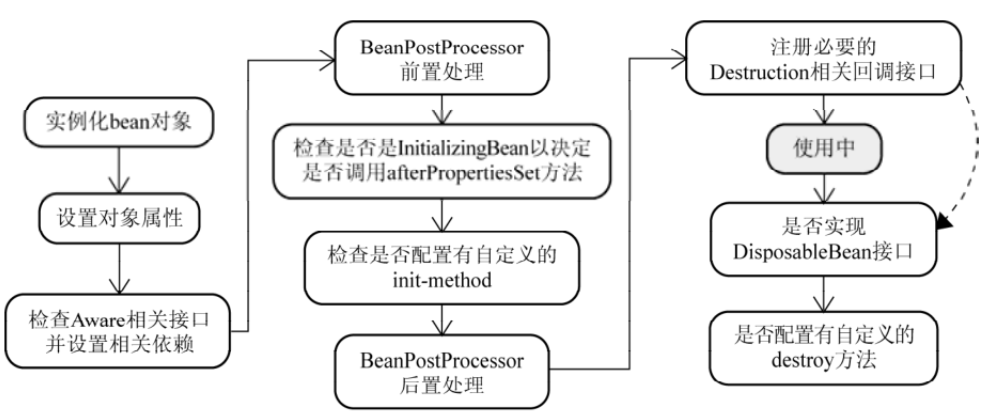 实例化bean对象
设置对象属性
检查Aware相关接口
并设置相关依赖
BeanPostProcessor
前置处理
检查是否是InitializingBean以决定
是否调用afterPropertiesSet方法
检查是否配置有自定义的
init-method
BeanPostProcessor
后置处理
注册必要的
Destruction相关回调接口
使用中
是否实现
DisposableBean接口
是否配置有自定义的
destroy方法